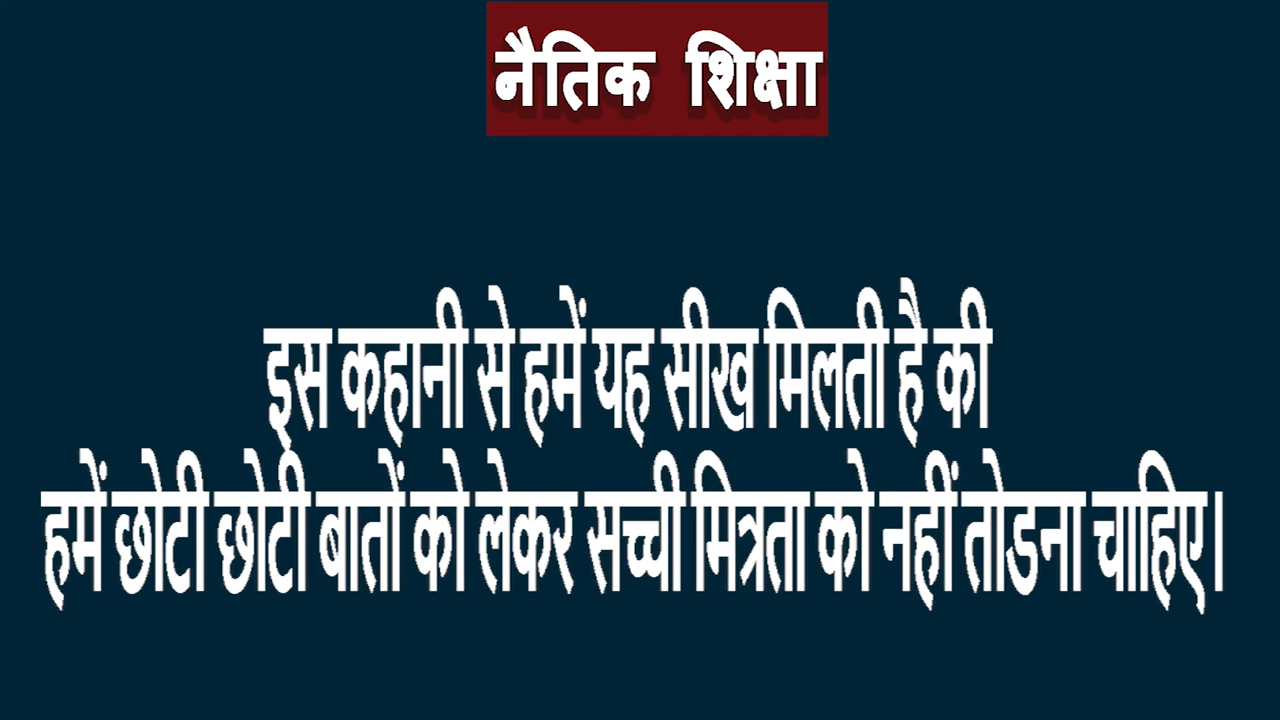 नैतिक शिक्षा
इस कहानी से हमें यह सीख मिलती है की
हमें छोटी छोटी बातों को लेकर सच्ची मित्रता को नहीं तोडना चाहिए।